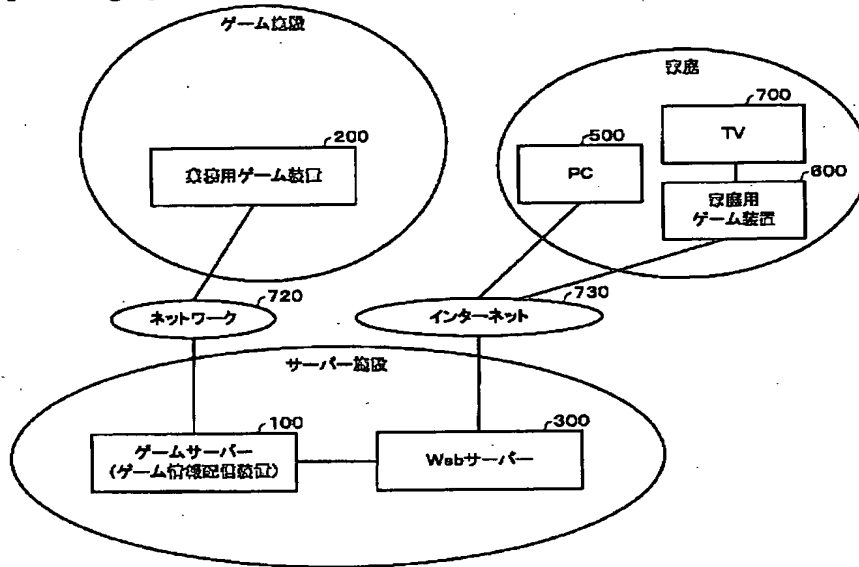 ゲーム施設
200
業務用ゲーム装置
家庭
700
TV
500
PC
600
家庭用
ゲーム装置
720
ネットワーク
730
インターネット
サーバー施設
100
ゲームサーバー
(ゲーム情報配信装置)
300
Webサーバー